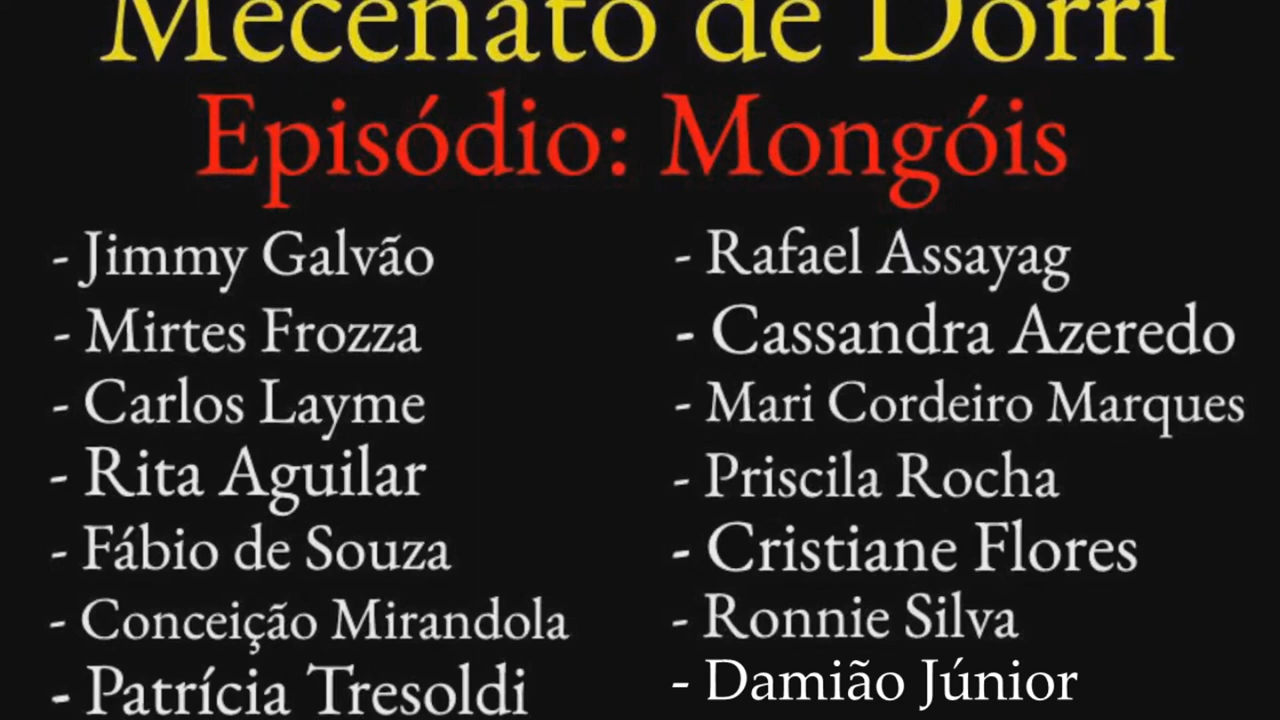 Mecenato de Dorri
Episódio: Mongóis
- Jimmy Galvão
- Mirtes Frozza
- Carlos Layme
- Rita Aguilar
- Fábio de Souza
- Conceição Mirandola
- Patrícia Tresoldi
- Rafael Assayag
- Cassandra Azeredo
- Mari Cordeiro Marques
- Priscila Rocha
- Cristiane Flores
- Ronnie Silva
- Damião Júnior